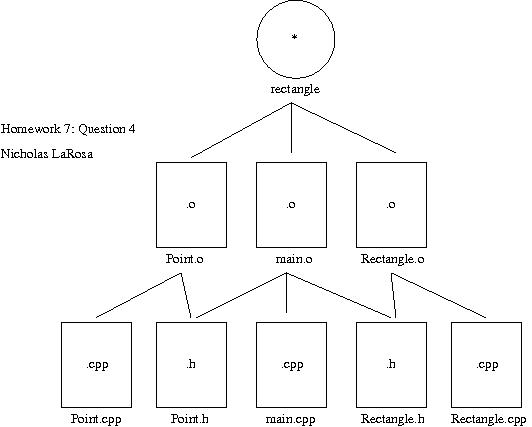 *
rectangle
Homework 7: Question 4
Nicholas LaRosa
.o .o .o
Point.o main.o Rectangle.o
.cpp .h .cpp .h .cpp
Point.cpp Point.h main.cpp Rectangle.h Rectangle.cpp